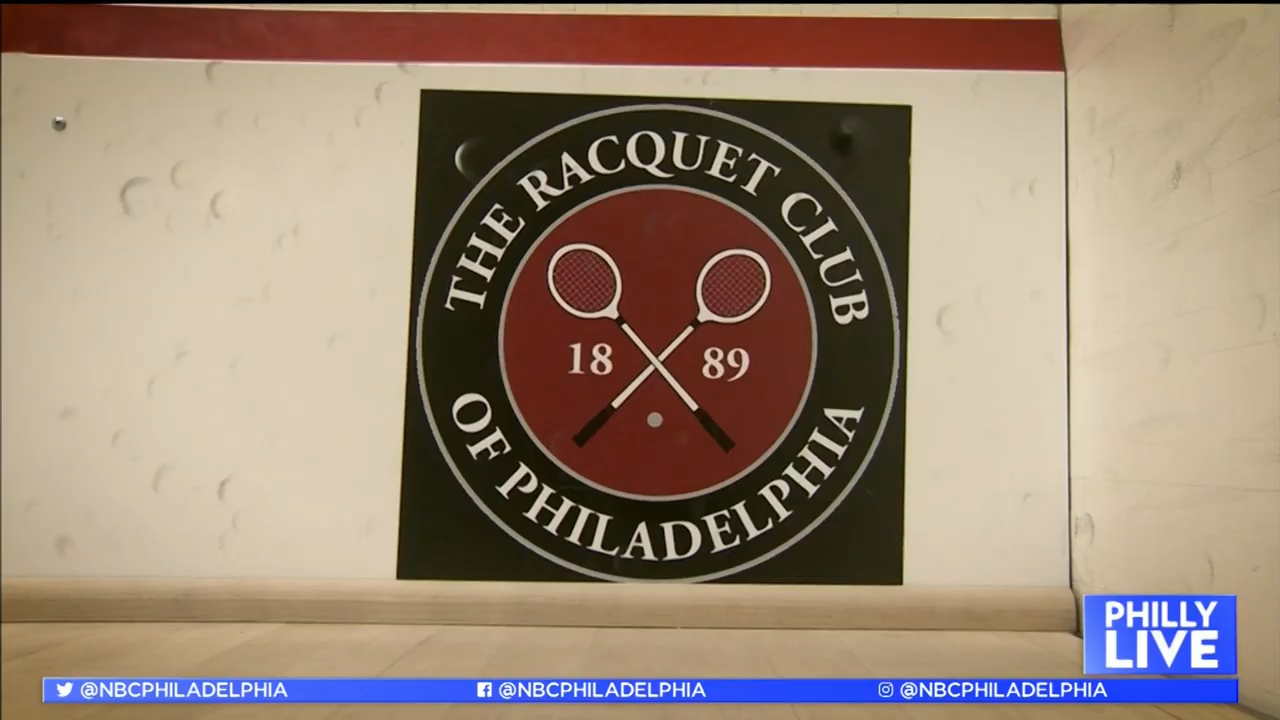 THE RACQUET CLUB
18 89
OF PHILADELPHIA
PHILLY
LIVE
@NBCPHILADELPHIA @NBCPHILADELPHIA @NBCPHILADELPHIA